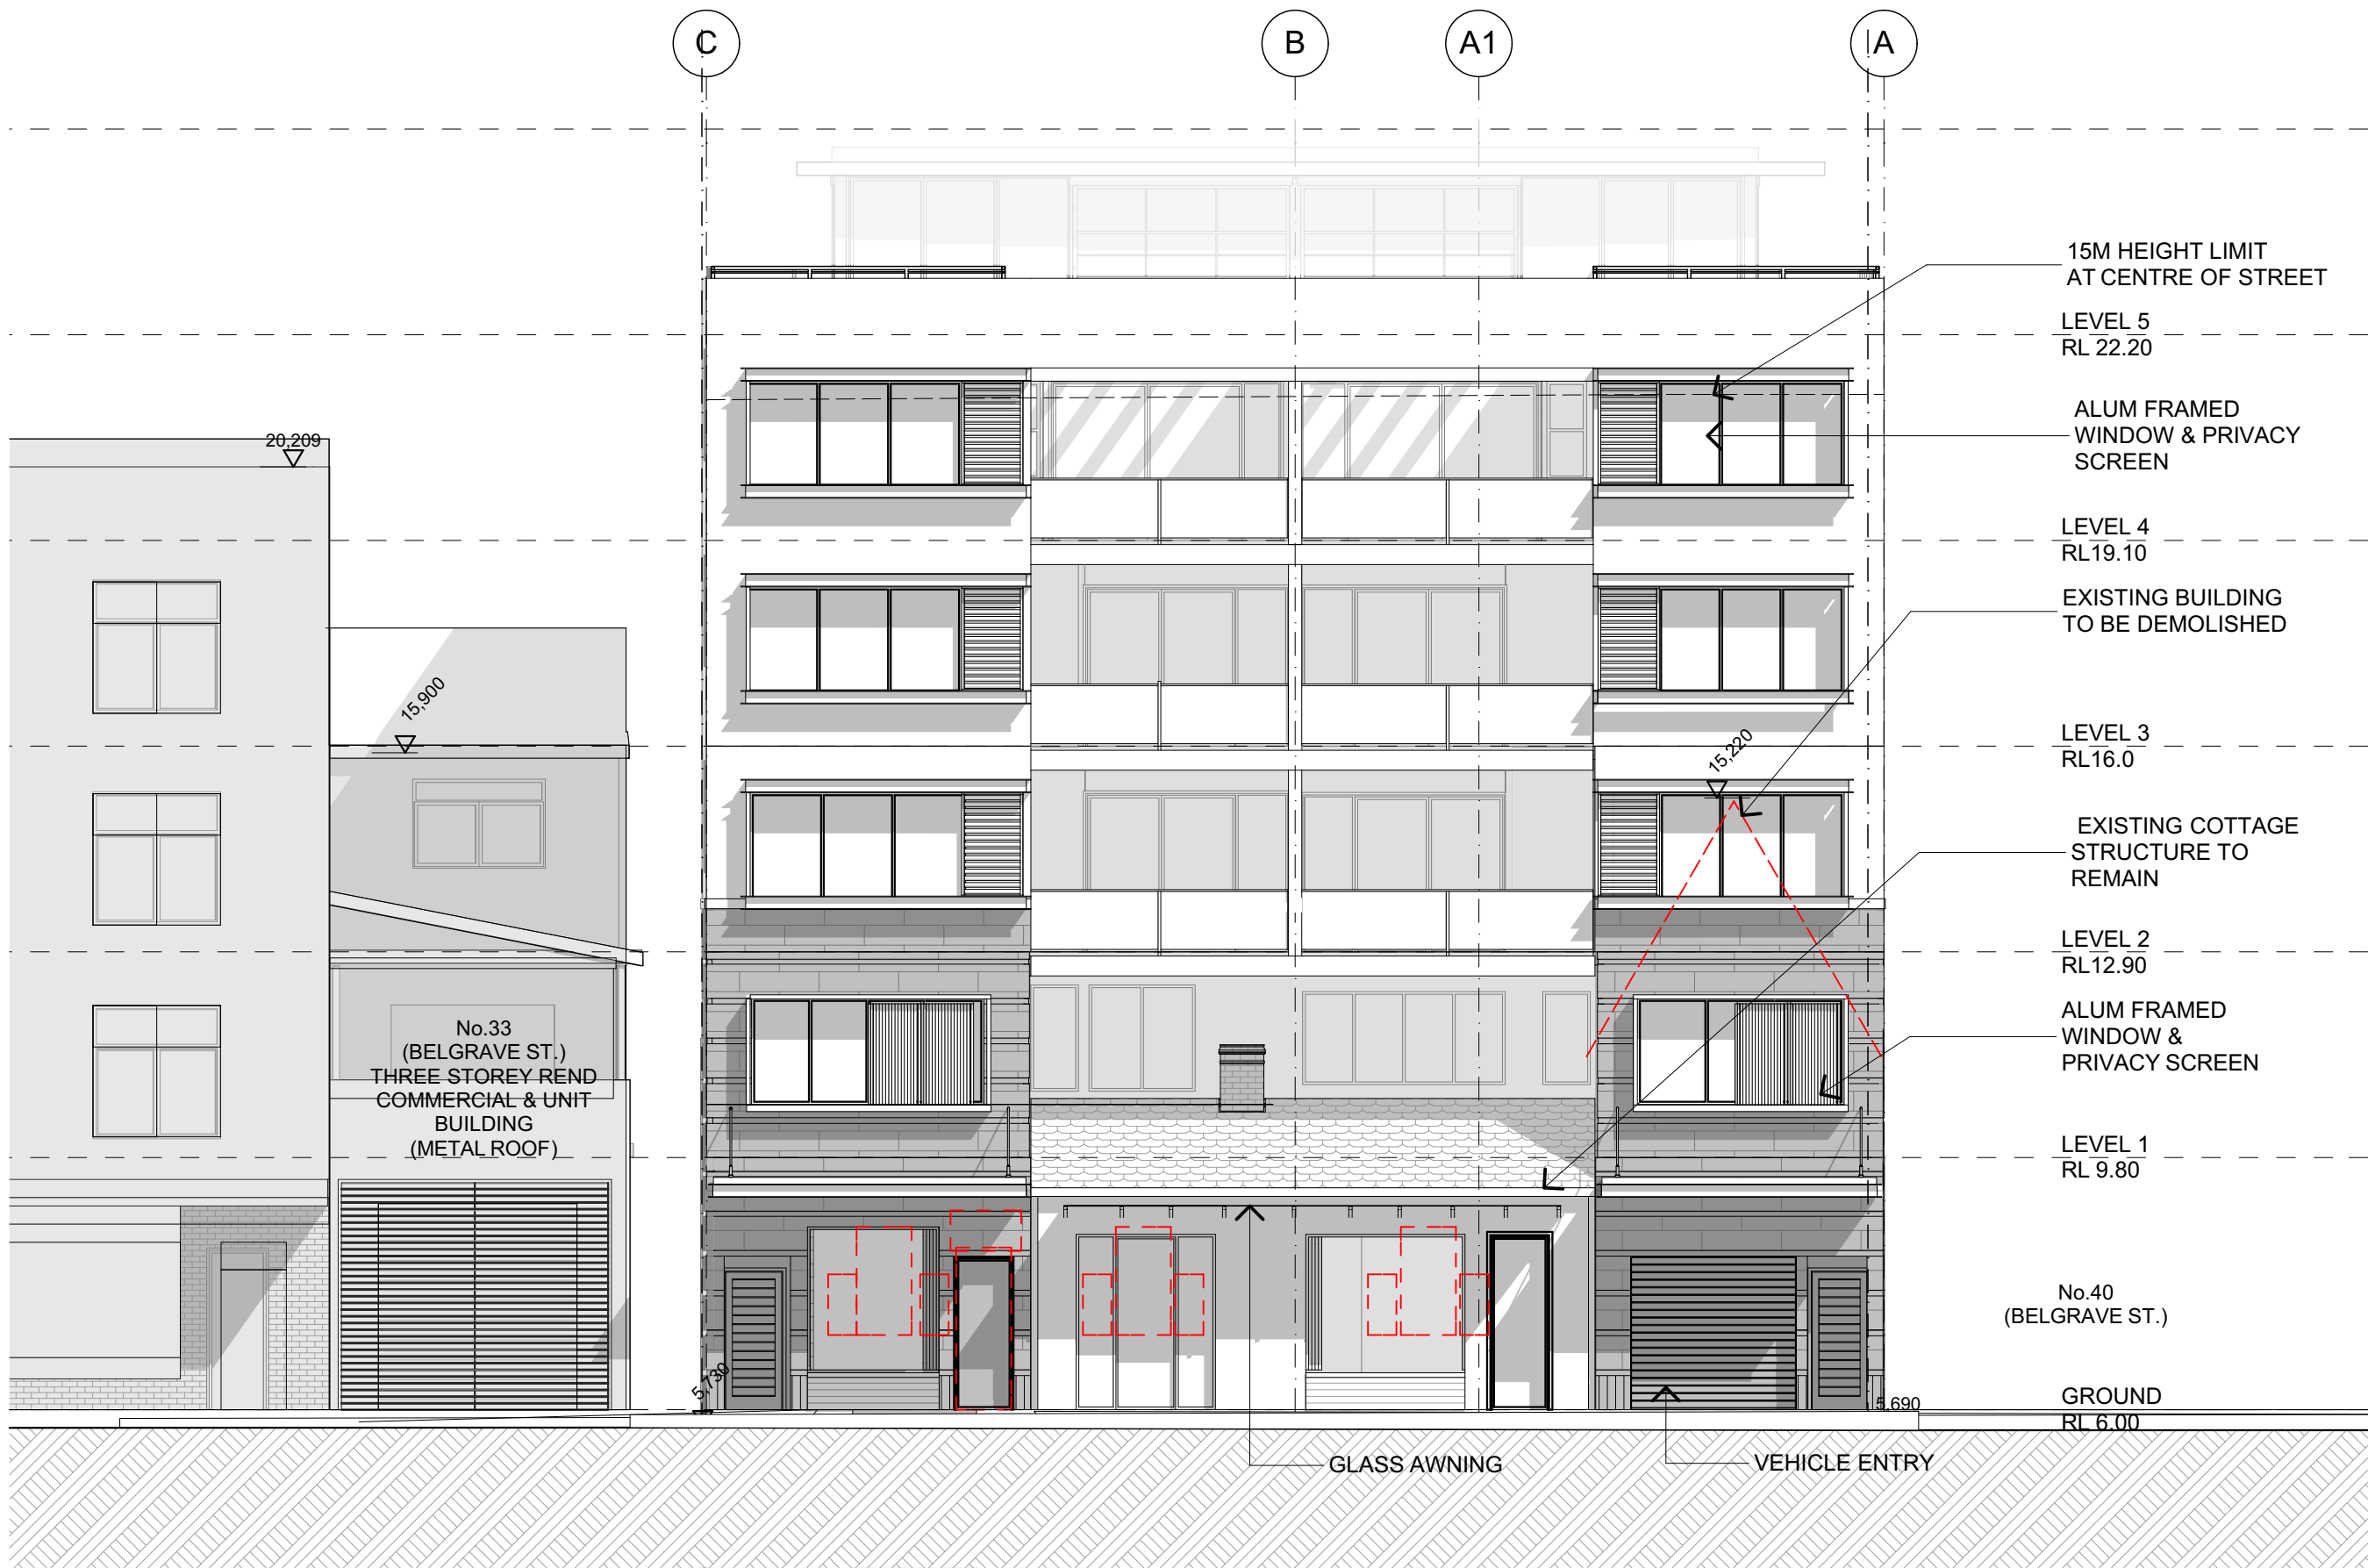 C
B
A1
A
15M HEIGHT LIMIT
AT CENTRE OF STREET
LEVEL 5
RL 22.20
ALUM FRAMED
WINDOW & PRIVACY
SCREEN
20,209
LEVEL 4
RL19.10
EXISTING BUILDING
TO BE DEMOLISHED
15,900
LEVEL 3
RL16.0
15,220
EXISTING COTTAGE
STRUCTURE TO
REMAIN
LEVEL 2
RL12.90
ALUM FRAMED
WINDOW &
PRIVACY SCREEN
No.33
(BELGRAVE ST.)
THREE STOREY REND
COMMERCIAL & UNIT
BUILDING
(METAL ROOF)
LEVEL 1
RL 9.80
No.40
(BELGRAVE ST.)
5,730
5,690
GROUND
RL 6.00
GLASS AWNING
VEHICLE ENTRY